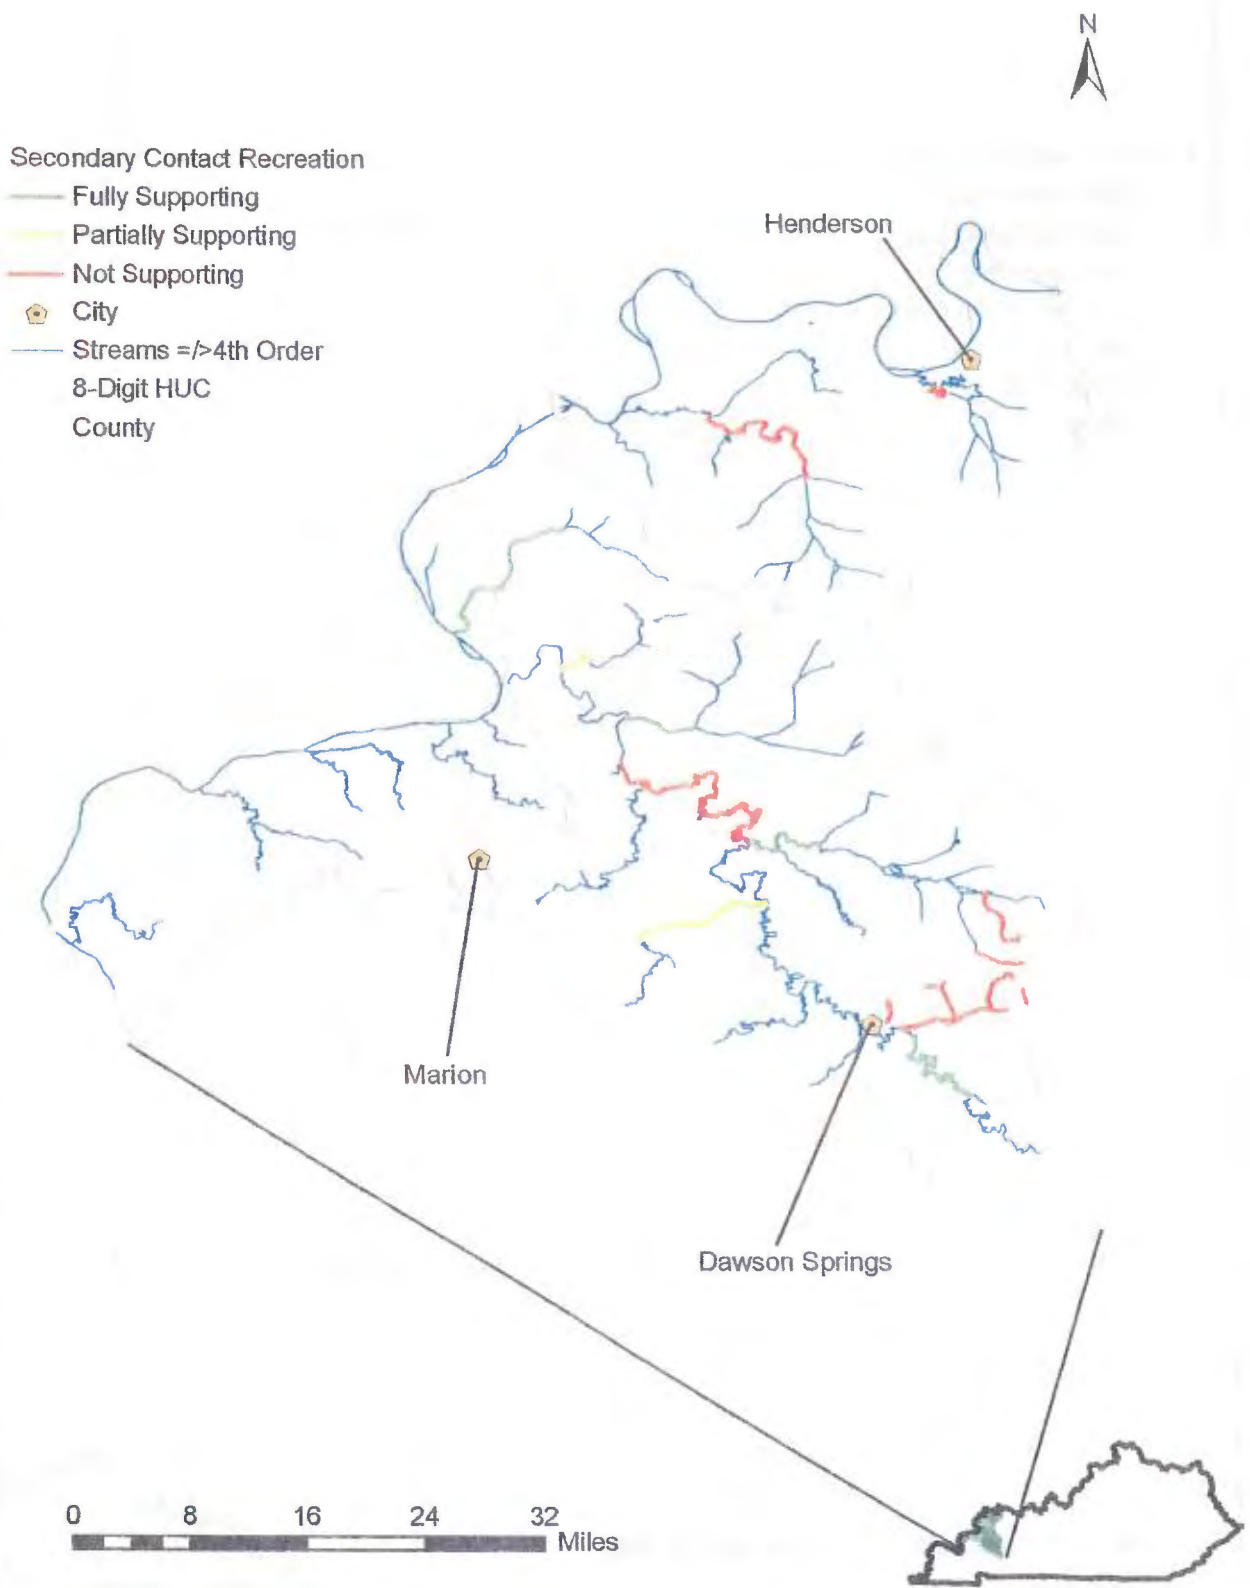 N
Secondary Contact Recreation
Fully Supporting
Partially Supporting
Not Supporting
City
Streams =/>4th Order
8-Digit HUC
County
Henderson
Marion
Dawson Springs
0 8 16 24 32
Miles